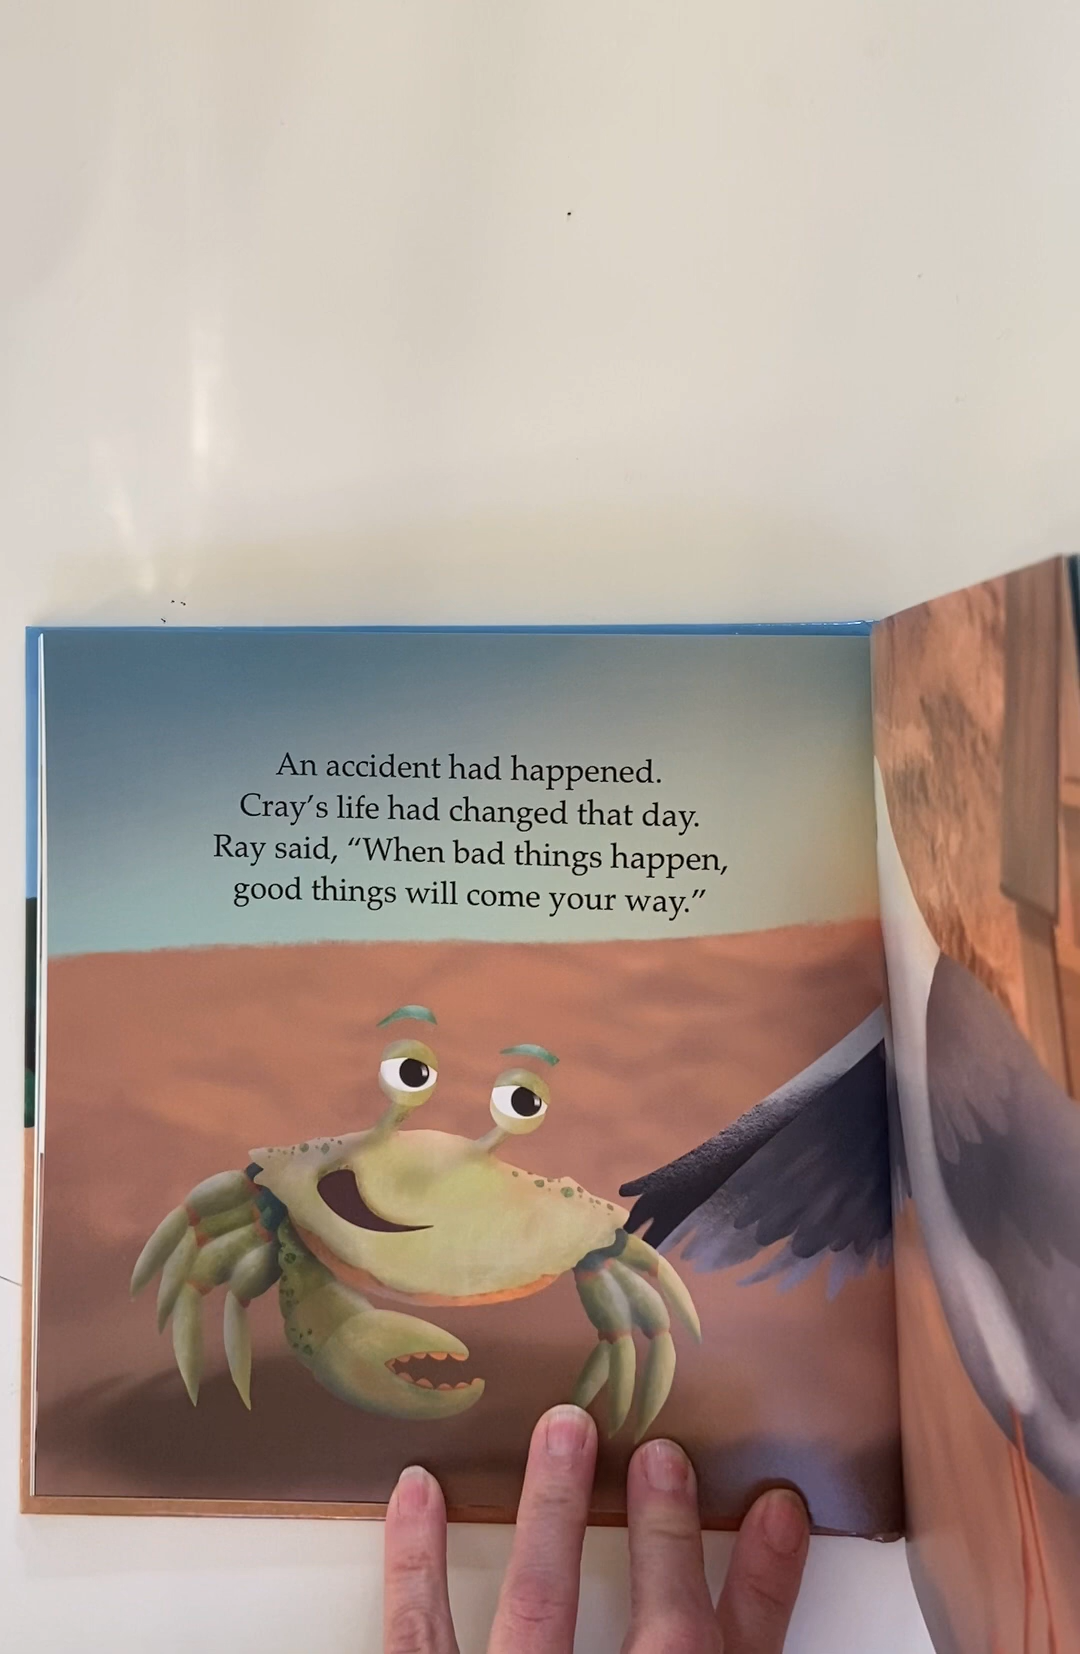 An accident had happened.
Cray’s life had changed that day.
Ray said, “When bad things happen,
good things will come your way.”